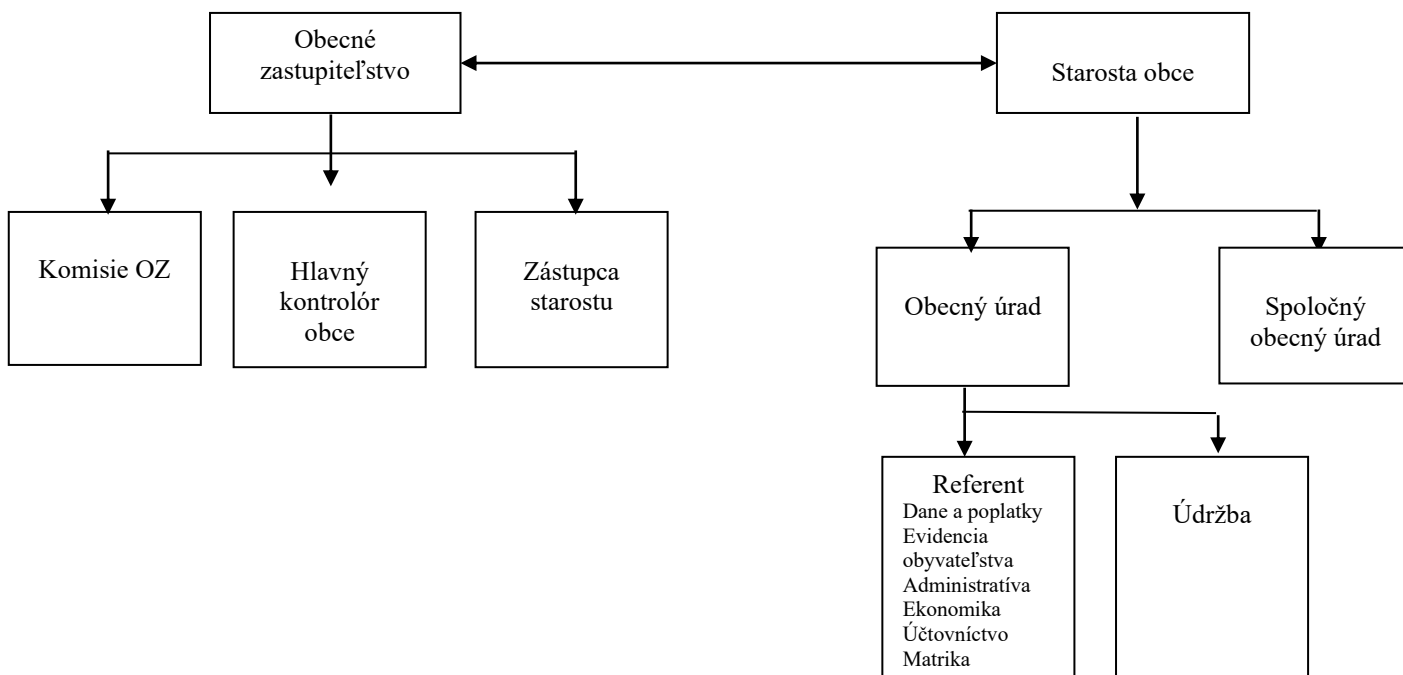 Obecné
zastupiteľstvo
Starosta obce
Komisie OZ
Hlavný
kontrolór
obce
Zástupca
starostu
Obecný úrad
Spoločný
obecný úrad
Referent
Dane a poplatky
Evidencia
obyvateľstva
Administratíva
Ekonomika
Účtovníctvo
Matrika
Údržba